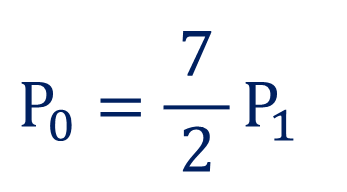 P₀ = 7/2 P₁